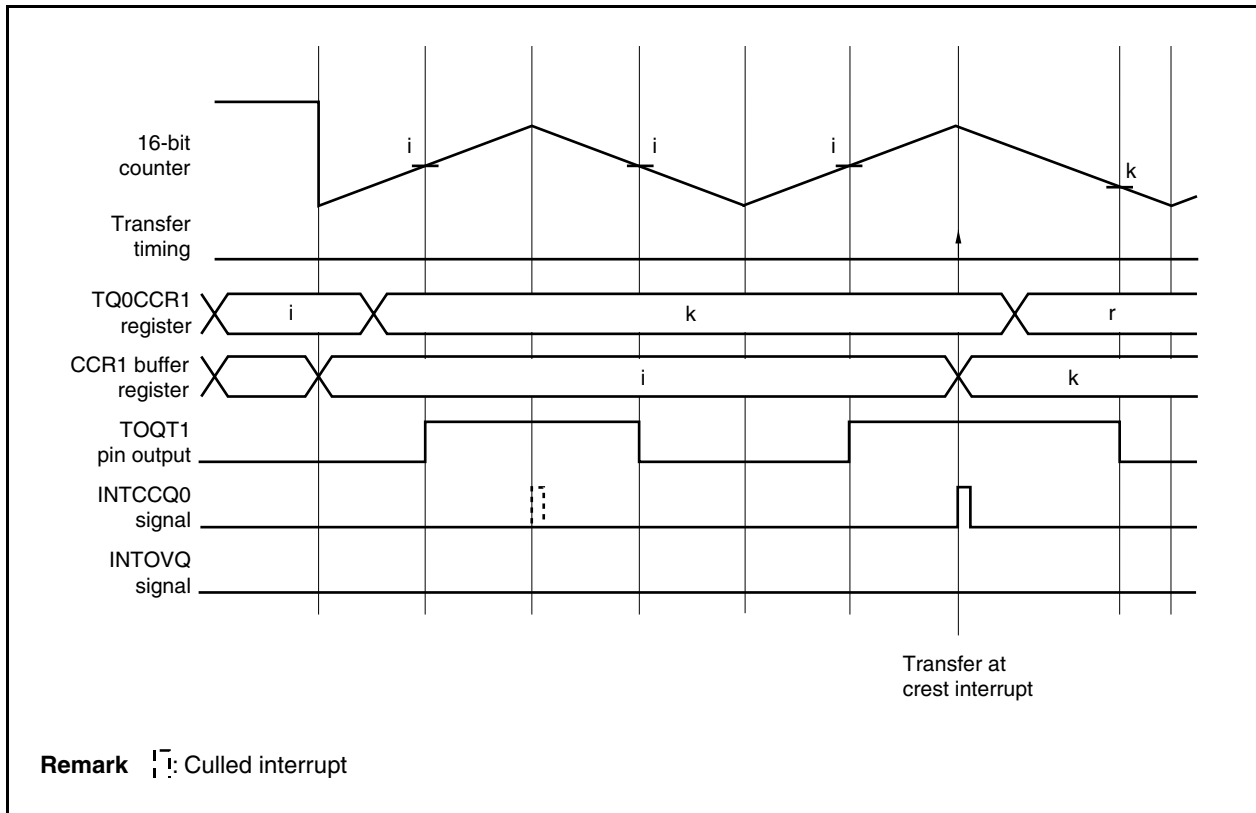 16-bit
counter
i
i
i
k
Transfer
timing
TQ0CCR1
register
i
k
r
CCR1 buffer
register
i
k
TOQT1
pin output
INTCCQ0
signal
INTOVQ
signal
Transfer at
crest interrupt
Remark : Culled interrupt